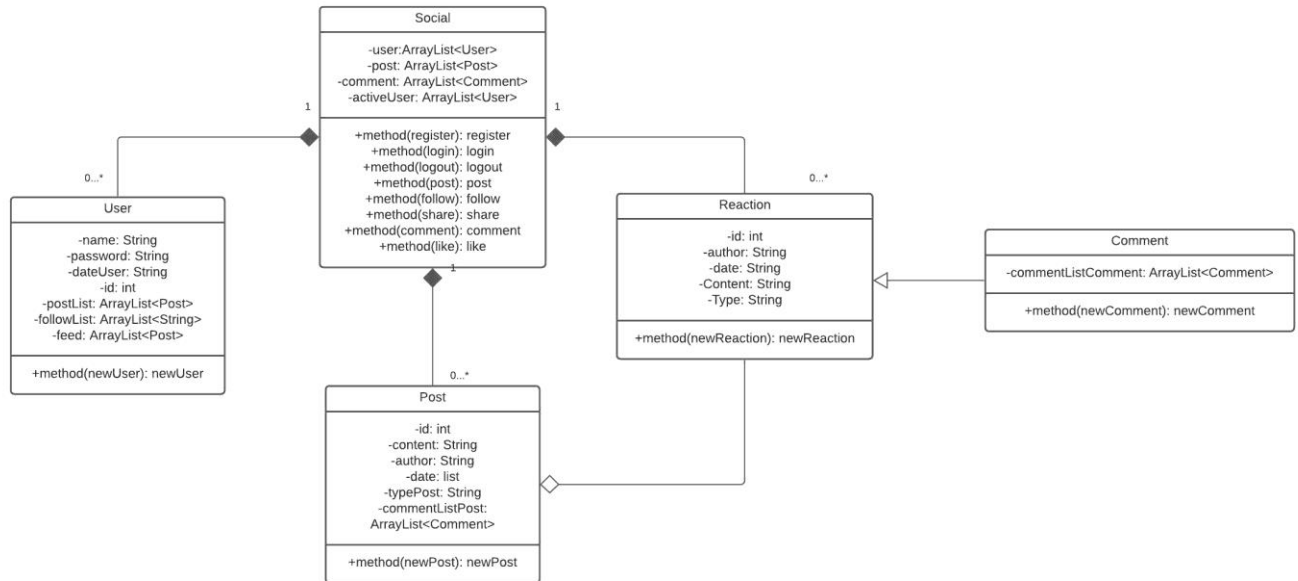 Social
-user:ArrayList<User>
-post: ArrayList<Post>
-comment: ArrayList<Comment>
-activeUser: ArrayList<User>
1
1
+method(register): register
+method(login): login
+method(logout): logout
+method(post): post
+method(follow): follow
+method(share): share
+method(comment): comment
+method(like): like
1
0...*
0...*
User
-name: String
-password: String
-dateUser: String
-id: int
-postList: ArrayList<Post>
-followList: ArrayList<String>
-feed: ArrayList<Post>
+method(newUser): newUser
Reaction
-id: int
-author: String
-date: String
-Content: String
-Type: String
+method(newReaction): newReaction
Comment
-commentListComment: ArrayList<Comment>
+method(newComment): newComment
0...*
Post
-id: int
-content: String
-author: String
-date: list
-typePost: String
-commentListPost:
ArrayList<Comment>
+method(newPost): newPost